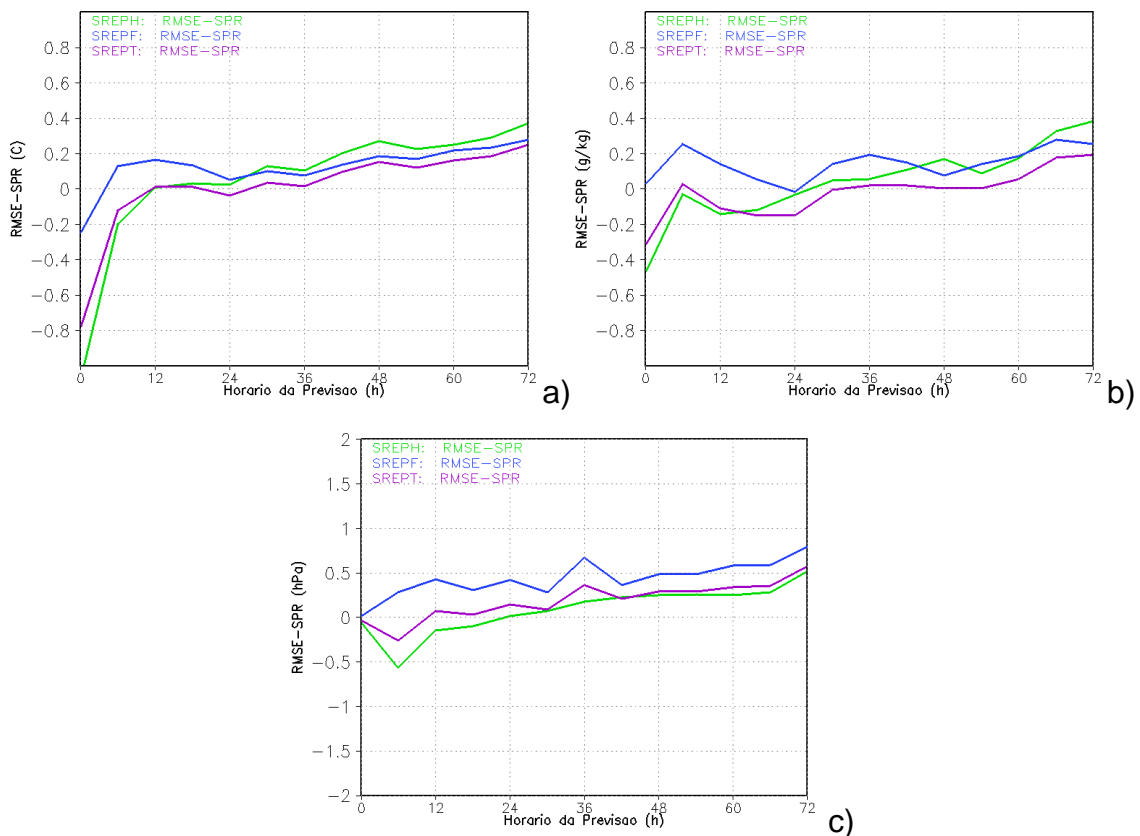 SREPH: RMSE-SPR
SREPF: RMSE-SPR
SREPT: RMSE-SPR
RMSE-SPR (C)
0.8
0.6
0.4
0.2
0
-0.2
-0.4
-0.6
-0.8
0 12 24 36 48 60 72
Horario da Previsao (h)
a)
SREPH: RMSE-SPR
SREPF: RMSE-SPR
SREPT: RMSE-SPR
RMSE-SPR (g/kg)
0.8
0.6
0.4
0.2
0
-0.2
-0.4
-0.6
-0.8
0 12 24 36 48 60 72
Horario da Previsao (h)
b)
SREPH: RMSE-SPR
SREPF: RMSE-SPR
SREPT: RMSE-SPR
RMSE-SPR (hPa)
2
1.5
1
0.5
0
-0.5
-1
-1.5
-2
0 12 24 36 48 60 72
Horario da Previsao (h)
c)